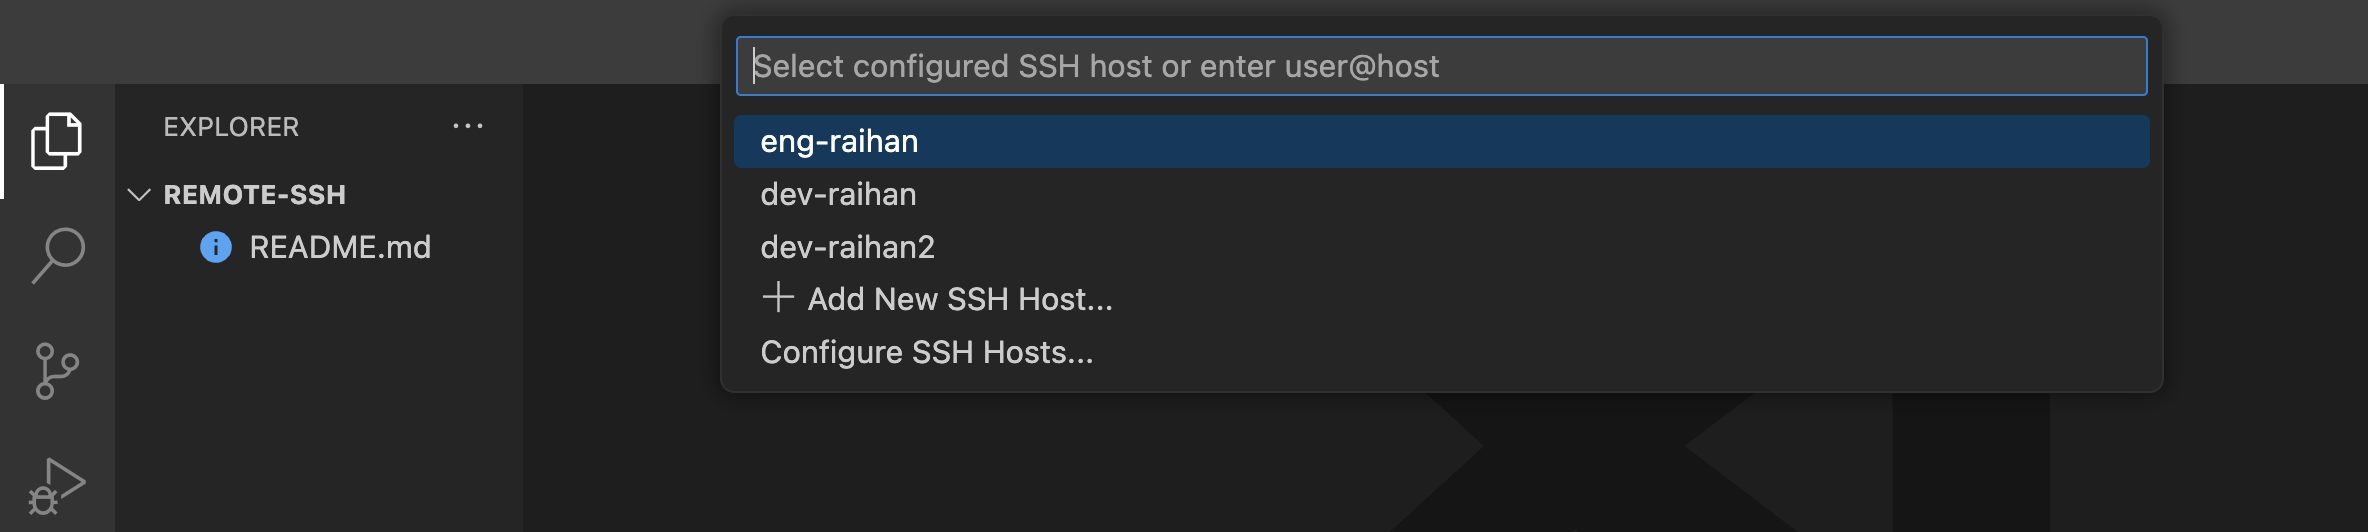 Select configured SSH host or enter user@host
EXPLORER
eng-raihan
REMOTE-SSH
dev-raihan
README.md
dev-raihan2
Add New SSH Host...
Configure SSH Hosts...